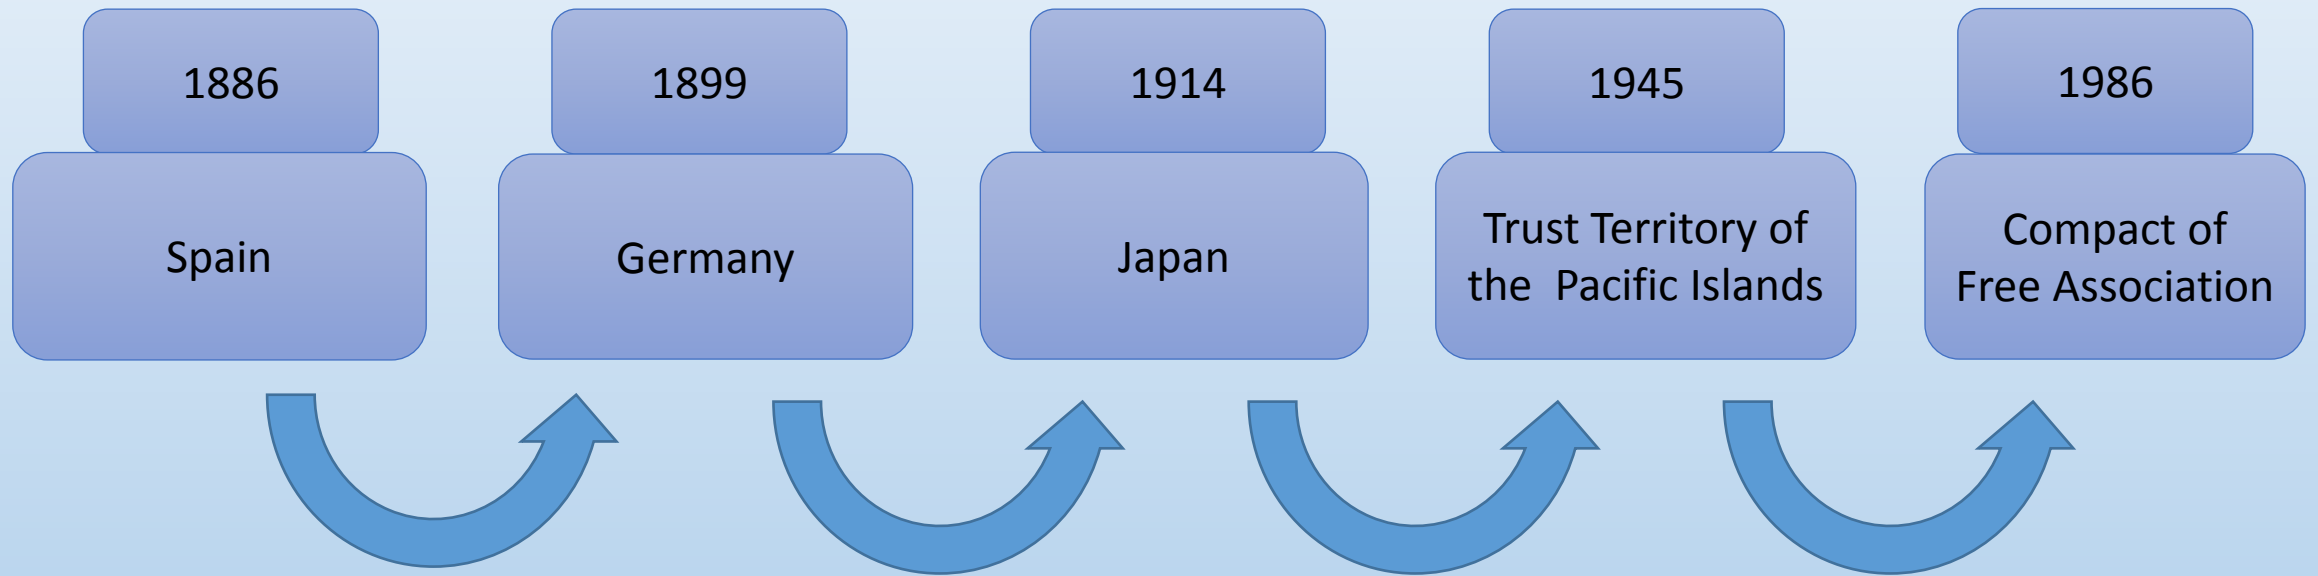 1886
Spain
1899
Germany
1914
Japan
1945
Trust Territory of
the  Pacific Islands
1986
Compact of
Free Association